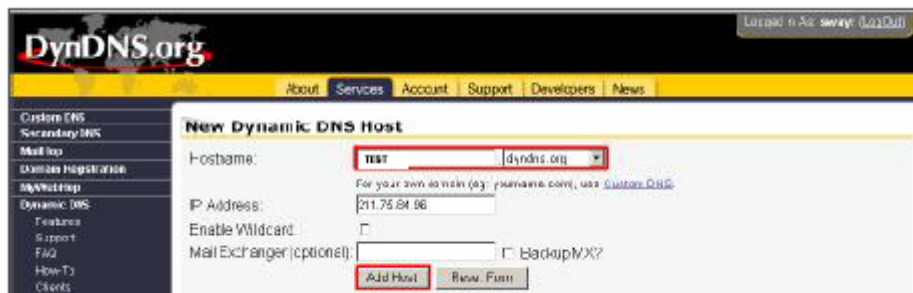 Logged in As: sway: (LogOut)
DynDNS.org
About Services Account Support Developers News
Custom DNS
Secondary DNS
MailHop
Domain Registration
MyWebHop
Dynamic DNS
Features
Support
FAQ
How-To
Clients
New Dynamic DNS Host
Hostname: TEST .dyndns.org
For your own domain (eg: yourname.com), use Custom DNS.
IP Address: 211.75.84.96
Enable Wildcard:
Mail Exchanger (optional): Backup MX?
Add Host Reset Form